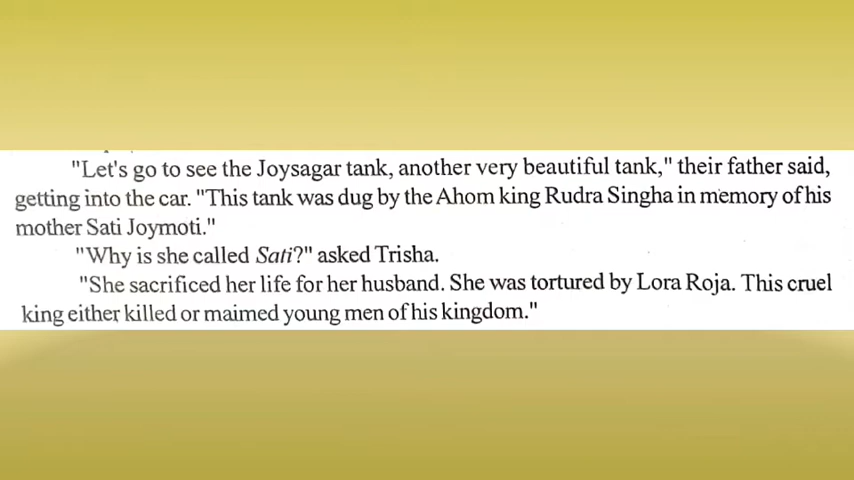 "Let's go to see the Joysagar tank, another very beautiful tank," their father said,
getting into the car. "This tank was dug by the Ahom king Rudra Singha in memory of his
mother Sati Joymoti."
"Why is she called Sati?" asked Trisha.
"She sacrificed her life for her husband. She was tortured by Lora Roja. This cruel
king either killed or maimed young men of his kingdom."